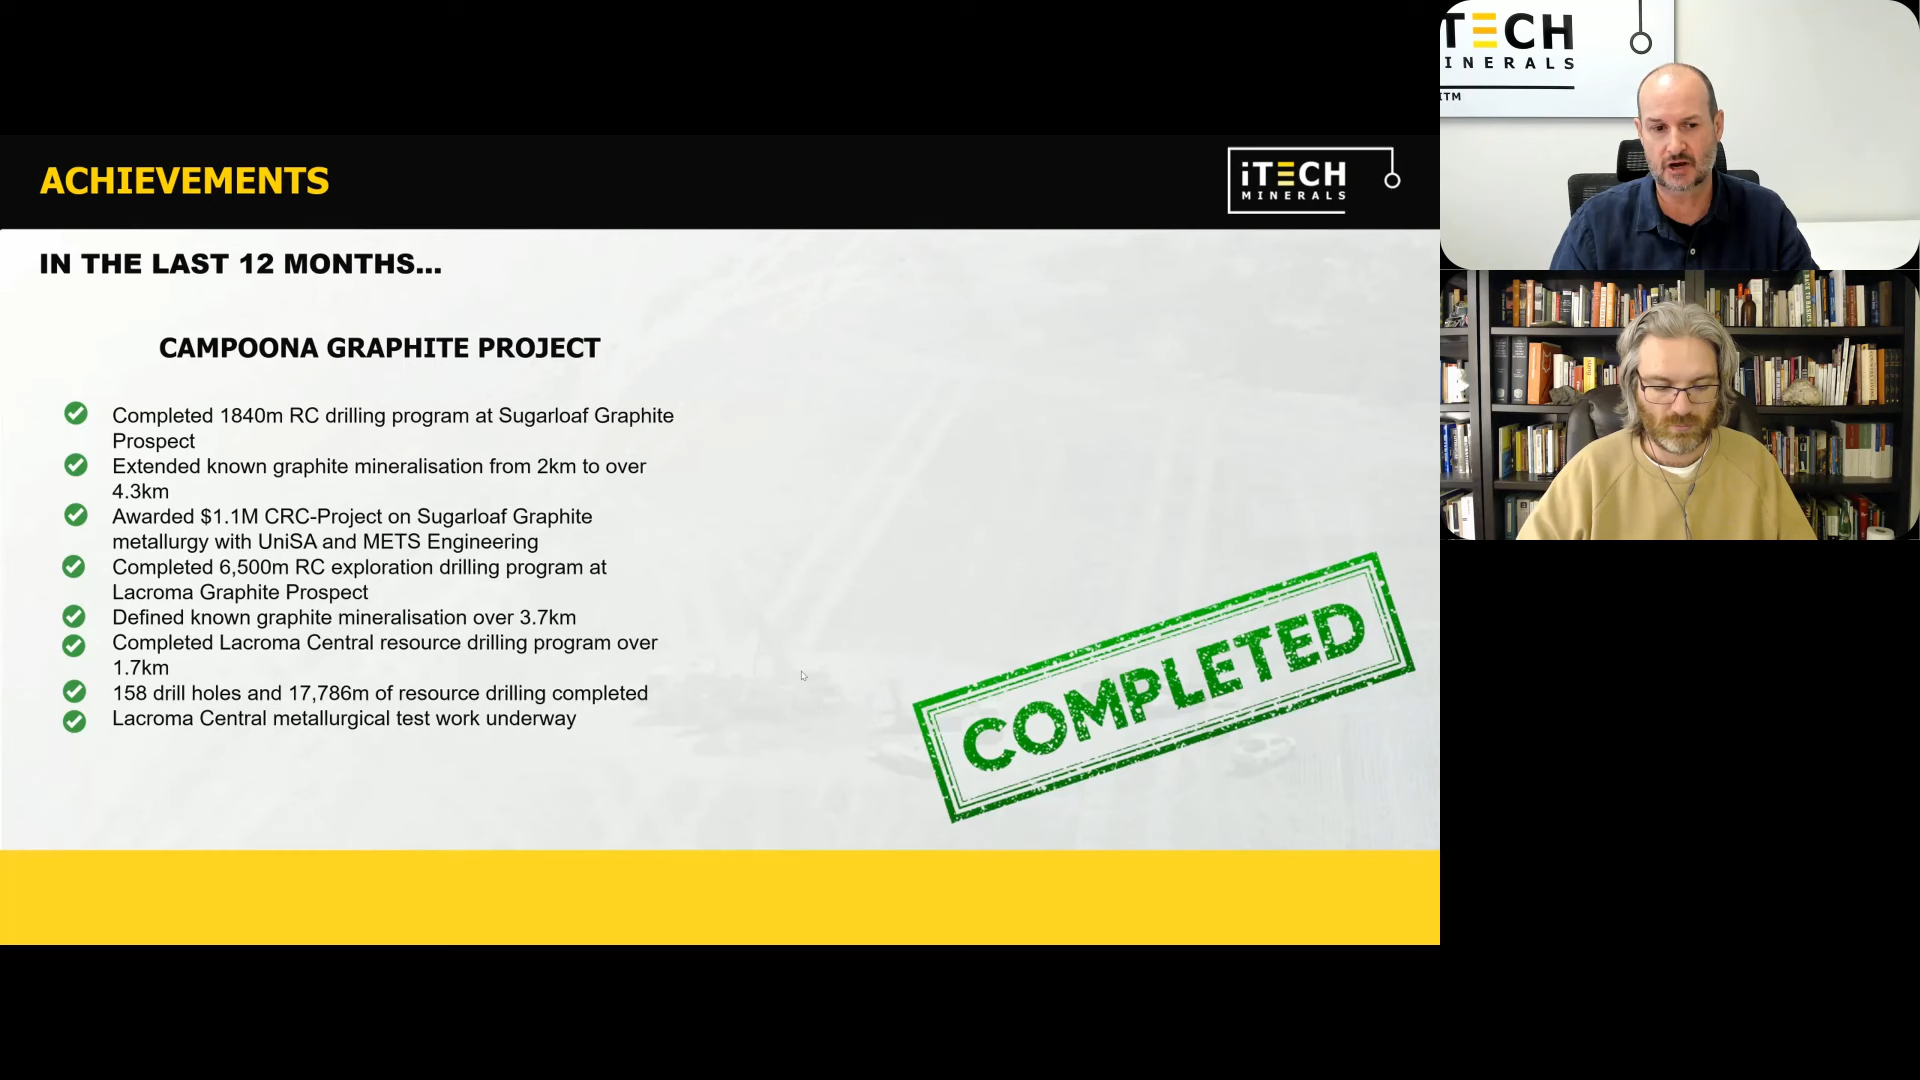 ACHIEVEMENTS
iTECH
MINERALS
IN THE LAST 12 MONTHS...
CAMPOONA GRAPHITE PROJECT
Completed 1840m RC drilling program at Sugarloaf Graphite
Prospect
Extended known graphite mineralisation from 2km to over
4.3km
Awarded $1.1M CRC-Project on Sugarloaf Graphite
metallurgy with UniSA and METS Engineering
Completed 6,500m RC exploration drilling program at
Lacroma Graphite Prospect
Defined known graphite mineralisation over 3.7km
Completed Lacroma Central resource drilling program over
1.7km
158 drill holes and 17,786m of resource drilling completed
Lacroma Central metallurgical test work underway
COMPLETED
TECH
INERALS
ITM